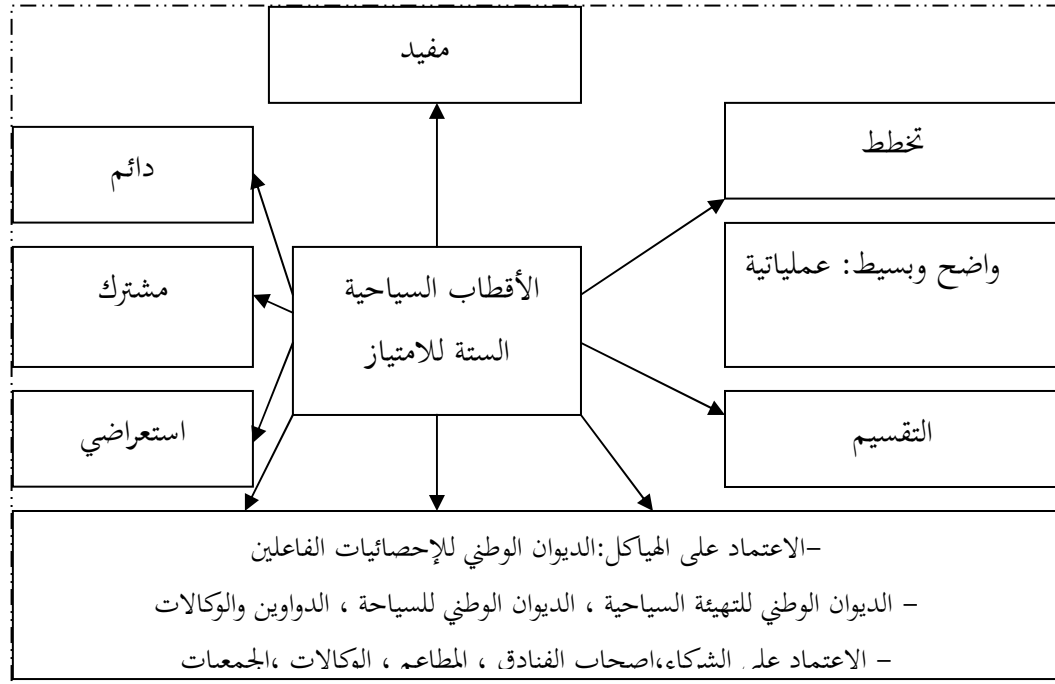 مفيد
تخطط
دائم
واضح وبسيط: عملياتية
الأقطاب السياحية
الستة للامتياز
مشترك
التقسيم
استعراضي
–الاعتماد على الهياكل:الديوان الوطني للإحصائيات الفاعلين
– الديوان الوطني للتهيئة السياحية ، الديوان الوطني للسياحة ، الدواوين والوكالات
– الاعتماد على الشركاء،اصحاب الفنادق ، المطاعم ، الوكالات ،الجمعيات